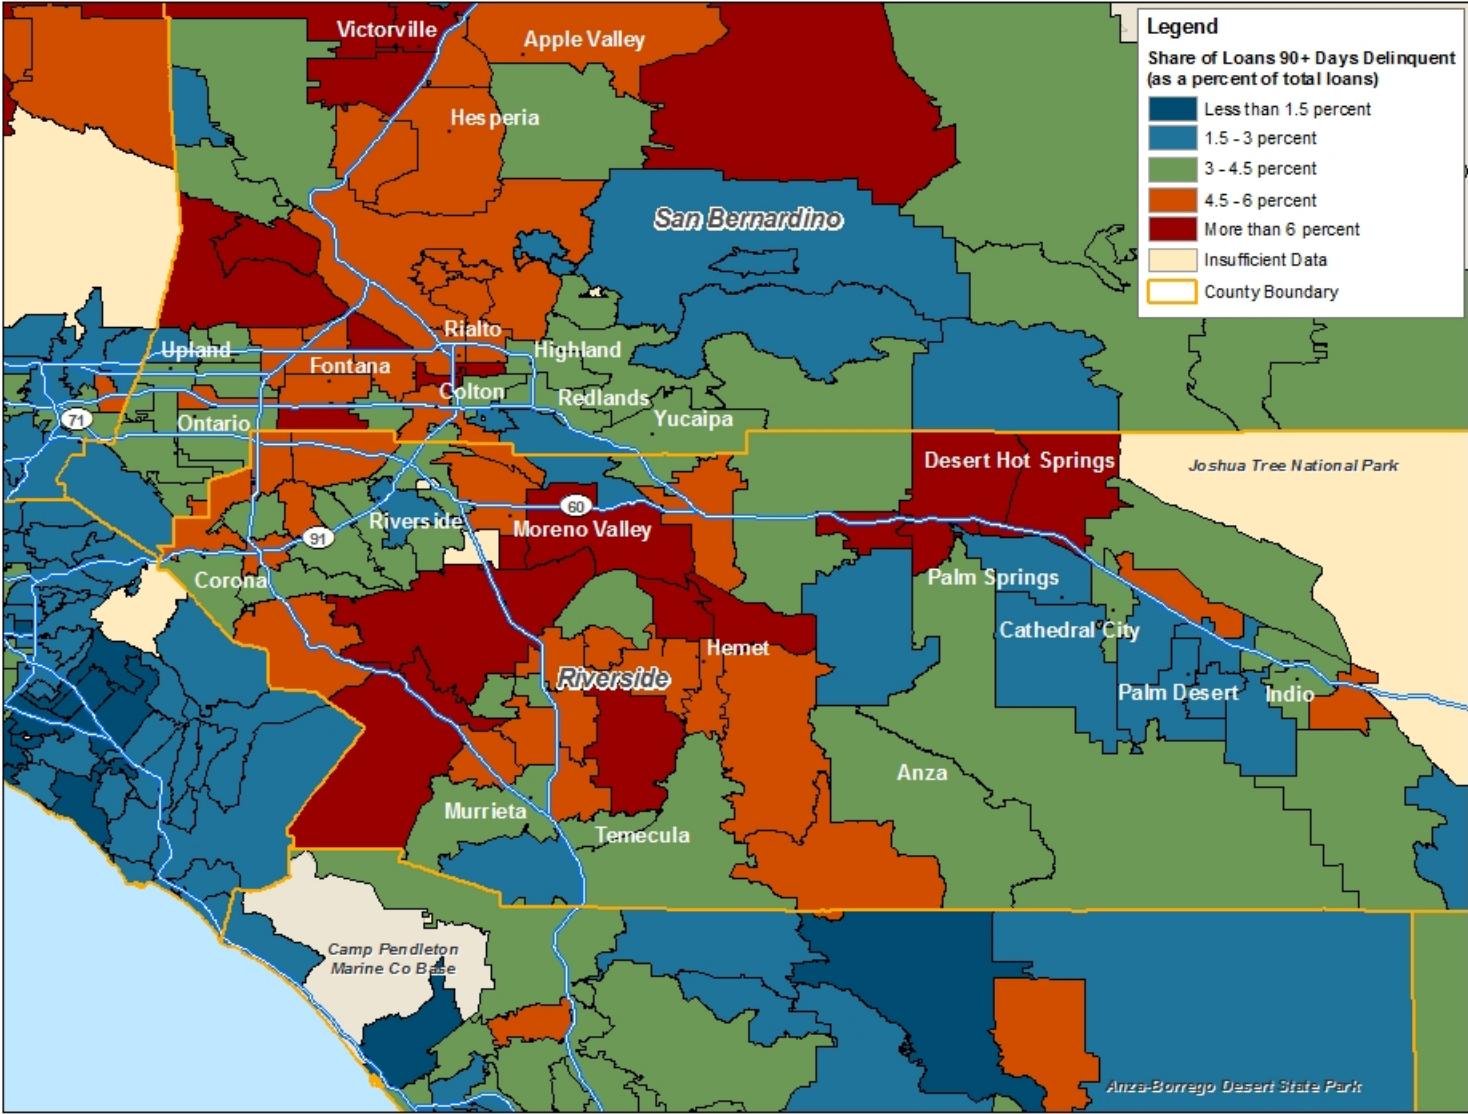 Victorville
Apple Valley
Hesperia
San Bernardino
Legend
Share of Loans 90+ Days Delinquent
(as a percent of total loans)
Less than 1.5 percent
1.5 - 3 percent
3 - 4.5 percent
4.5 - 6 percent
More than 6 percent
Insufficient Data
County Boundary
Rialto
Upland
Highland
Fontana
Colton
Redlands
Yucaipa
71
Ontario
Desert Hot Springs
Joshua Tree National Park
60
Riverside
Moreno Valley
91
Corona
Palm Springs
Cathedral City
Hemet
Riverside
Palm Desert
Indio
Anza
Murrieta
Temecula
Camp Pendleton
Marine Co Base
Anza-Borrego Desert State Park